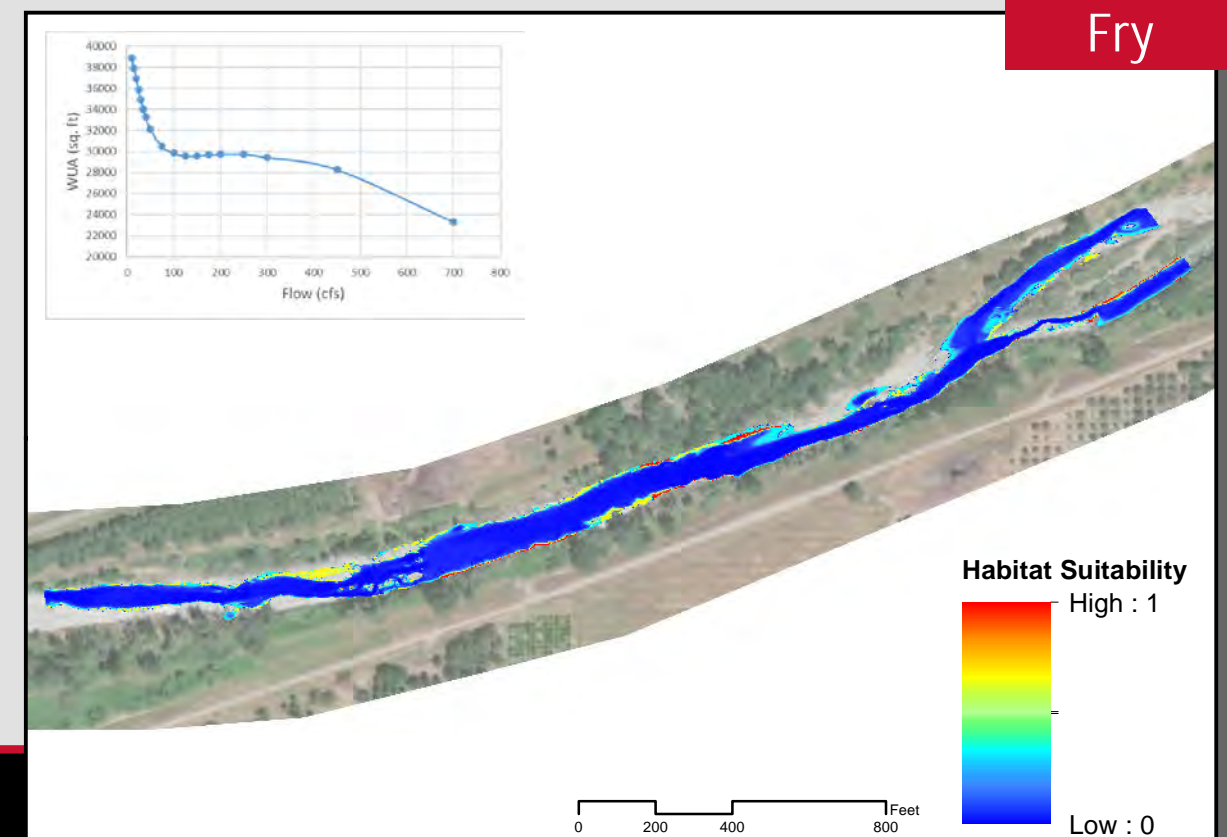 Fry
40000
38000
36000
34000
32000
30000
28000
26000
24000
22000
20000
WUA (sq. ft)
0 100 200 300 400 500 600 700 800
Flow (cfs)
Habitat Suitability
High : 1
Low : 0
Feet
0 200 400 800